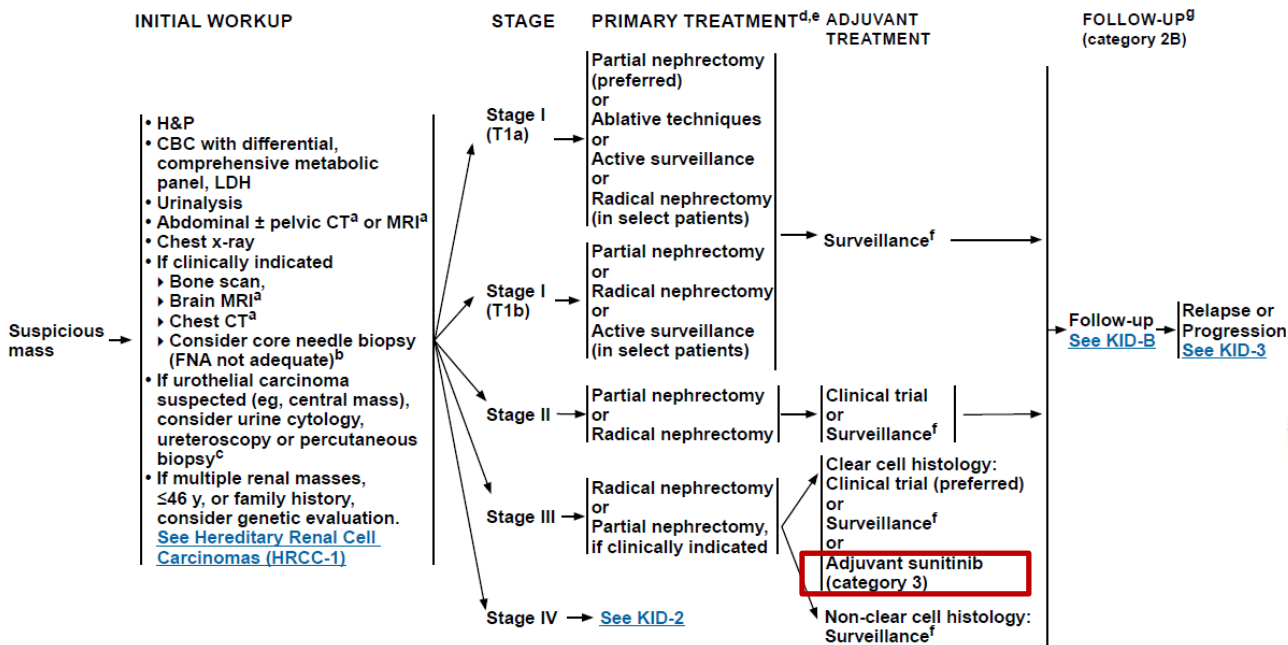 INITIAL WORKUP
STAGE
PRIMARY TREATMENTd,e
ADJUVANT
TREATMENT
FOLLOW-UPg
(category 2B)
Suspicious
mass
• H&P
• CBC with differential,
comprehensive metabolic
panel, LDH
• Urinalysis
• Abdominal ± pelvic CTa or MRIa
• Chest x-ray
• If clinically indicated
Bone scan,
Brain MRIa
Chest CTa
Consider core needle biopsy
(FNA not adequate)b
• If urothelial carcinoma
suspected (eg, central mass),
consider urine cytology,
ureteroscopy or percutaneous
biopsyc
• If multiple renal masses,
≤46 y, or family history,
consider genetic evaluation.
See Hereditary Renal Cell
Carcinomas (HRCC-1)
Stage I
(T1a)
Partial nephrectomy
(preferred)
or
Ablative techniques
or
Active surveillance
or
Radical nephrectomy
(in select patients)
Stage I
(T1b)
Partial nephrectomy
or
Radical nephrectomy
or
Active surveillance
(in select patients)
Surveillancef
Stage II
Partial nephrectomy
or
Radical nephrectomy
Clinical trial
or
Surveillancef
Stage III
Radical nephrectomy
or
Partial nephrectomy,
if clinically indicated
Clear cell histology:
Clinical trial (preferred)
or
Surveillancef
or
Adjuvant sunitinib
(category 3)
Non-clear cell histology:
Surveillancef
Stage IV
See KID-2
Follow-up
See KID-B
Relapse or
Progression
See KID-3